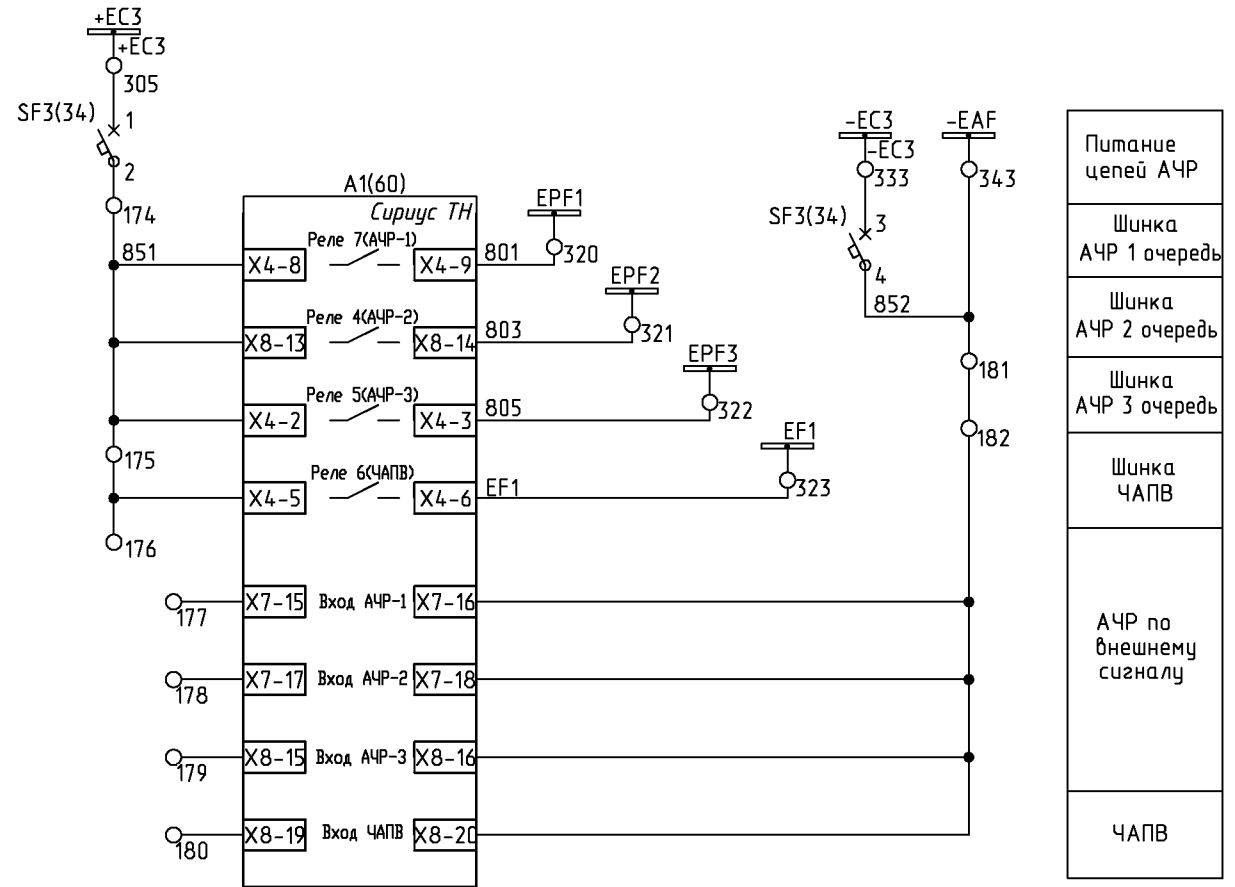 +EC3
+EC3
305
SF3(34)
1
2
174
851
175
176
177
178
179
180
A1(60)
Сириус ТН
X4-8
Реле 7(АЧР-1)
X4-9
801
EPF1
320
X8-13
Реле 4(АЧР-2)
X8-14
803
EPF2
321
X4-2
Реле 5(АЧР-3)
X4-3
805
EPF3
322
X4-5
Реле 6(ЧАПВ)
X4-6
EF1
EF1
323
X7-15
Вход АЧР-1
X7-16
X7-17
Вход АЧР-2
X7-18
X8-15
Вход АЧР-3
X8-16
X8-19
Вход ЧАПВ
X8-20
-EC3
-EC3
333
SF3(34)
3
4
852
-EAF
343
181
182
Питание
цепей АЧР
Шинка
АЧР 1 очередь
Шинка
АЧР 2 очередь
Шинка
АЧР 3 очередь
Шинка
ЧАПВ
АЧР по
внешнему
сигналу
ЧАПВ